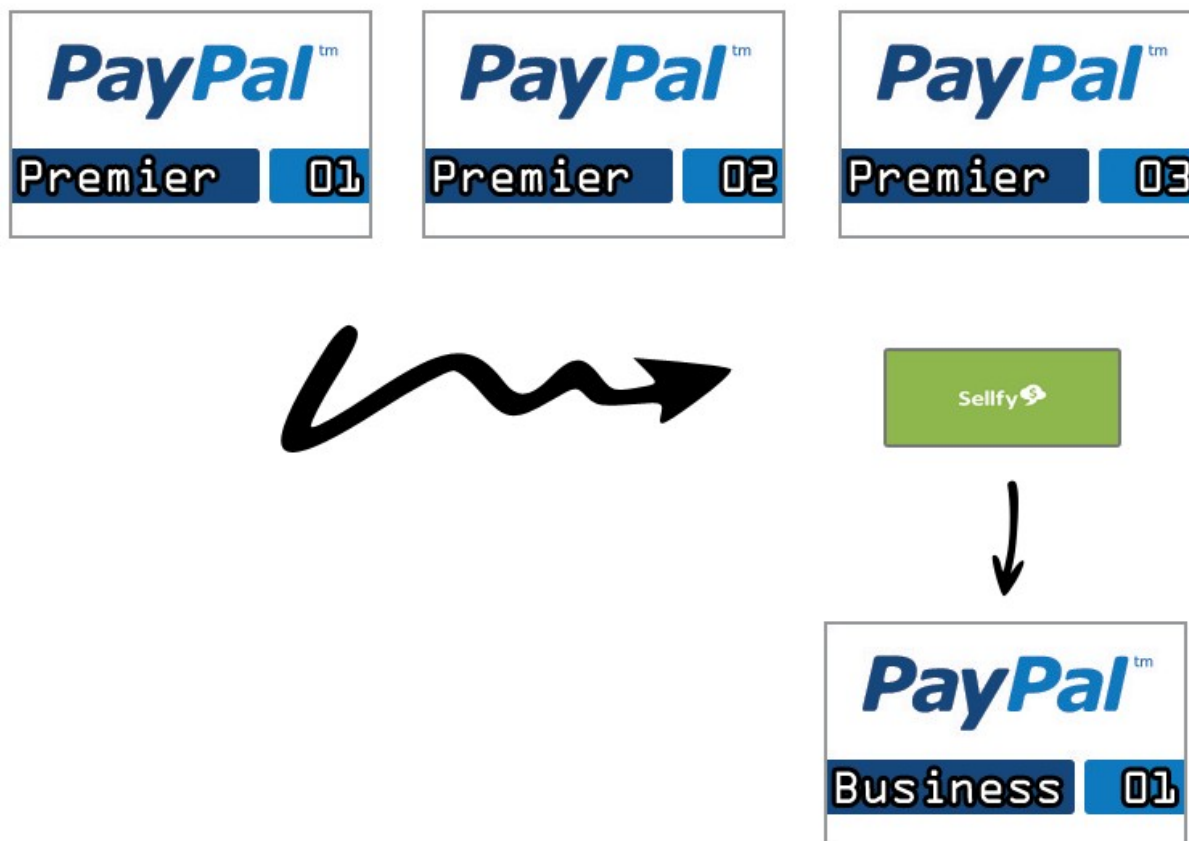 PayPal™ PayPal™ PayPal™
Premier 01 Premier 02 Premier 03
Sellfy
PayPal™
Business 01